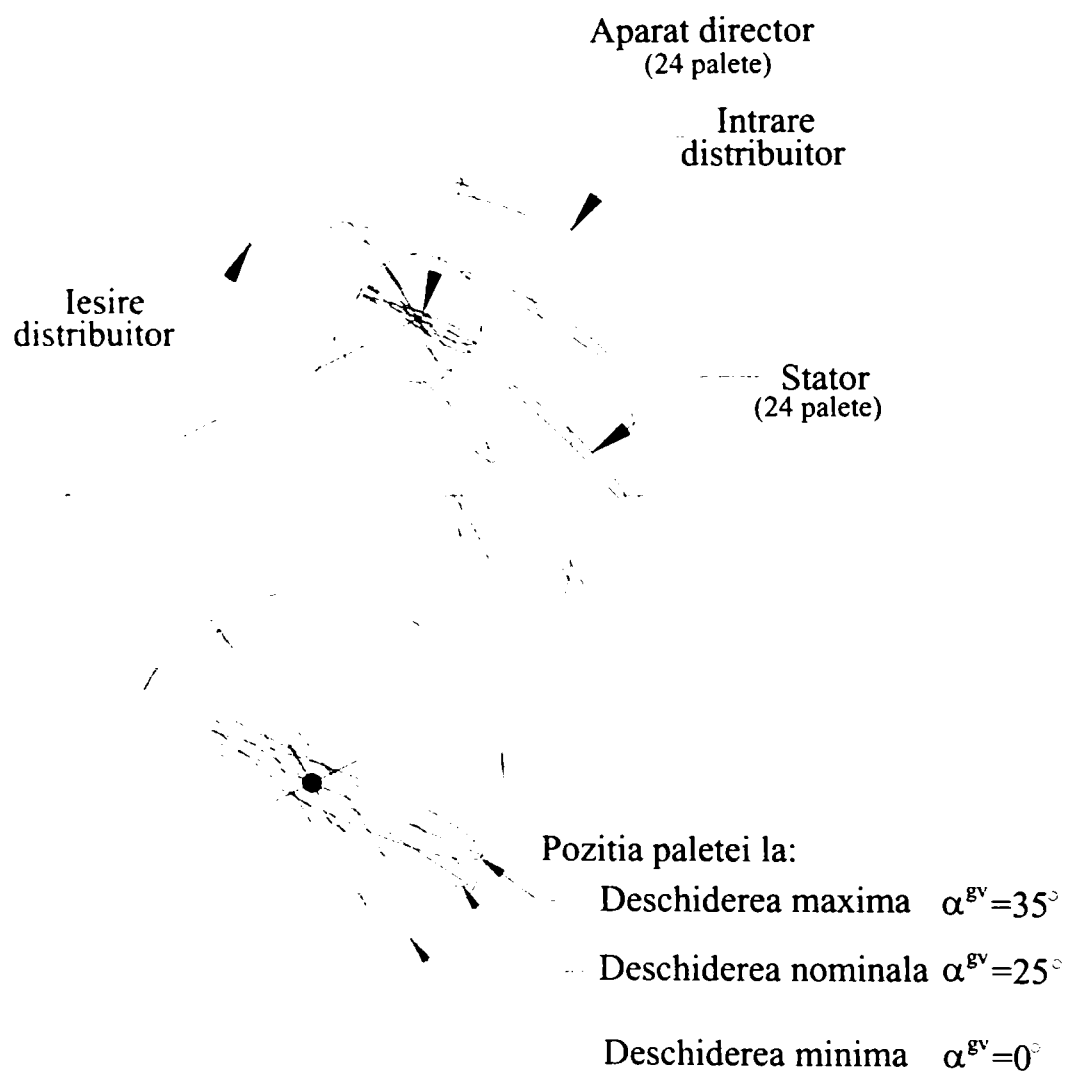 Aparat director
(24 palete)
Intrare
distribuitor
Iesire
distribuitor
Stator
(24 palete)
Pozitia paletei la:
Deschiderea maxima α^gv=35°
Deschiderea nominala α^gv=25°
Deschiderea minima α^gv=0°